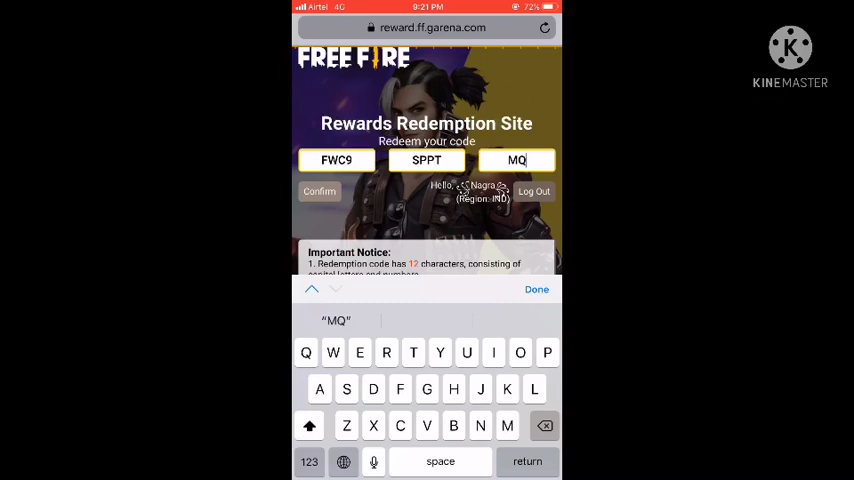 Airtel 4G 9:21 PM 72%
reward.ff.garena.com
FREE FIRE
KINEMASTER
Rewards Redemption Site
Redeem your code
FWC9 SPPT MQ
Confirm
Hello, ꧁Nagra꧂
(Region: IND)
Log Out
Important Notice:
1. Redemption code has 12 characters, consisting of
capital letters and numbers
Done
“MQ”
Q W E R T Y U I O P
A S D F G H J K L
Z X C V B N M
123 space return